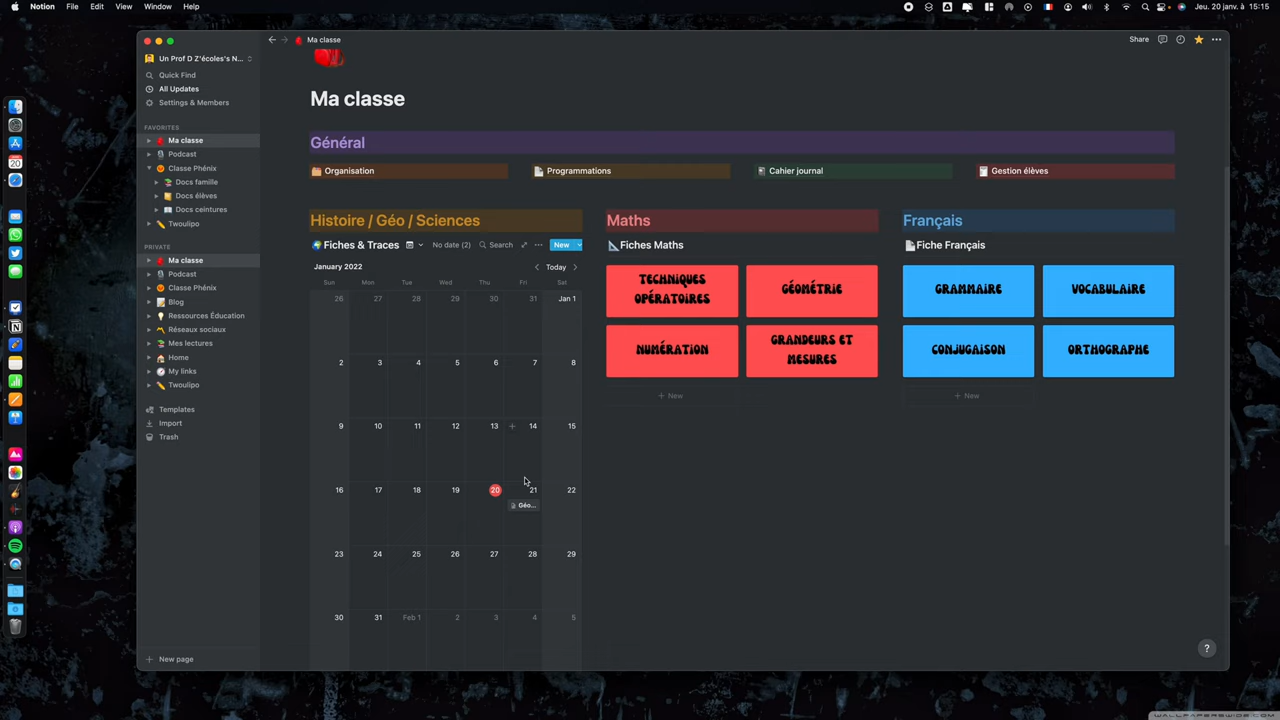 Notion File Edit View Window Help
Jeu. 20 janv. à 15:15
Ma classe
Share
Un Prof D Z'écoles's N...
Quick Find
All Updates
Settings & Members
FAVORITES
Ma classe
Podcast
Classe Phénix
Docs famille
Docs élèves
Docs ceintures
Twoulipo
PRIVATE
Ma classe
Podcast
Classe Phénix
Blog
Ressources Éducation
Réseaux sociaux
Mes lectures
Home
My links
Twoulipo
Templates
Import
Trash
New page
Ma classe
Général
Organisation
Programmations
Cahier journal
Gestion élèves
Histoire / Géo / Sciences
Fiches & Traces
No date (2)
Search
New
January 2022
Today
Sun Mon Tue Wed Thu Fri Sat
26 27 28 29 30 31 Jan 1
2 3 4 5 6 7 8
9 10 11 12 13 14 15
16 17 18 19 20 21 22
Géo...
23 24 25 26 27 28 29
30 31 Feb 1 2 3 4 5
Maths
Fiches Maths
TECHNIQUES
OPÉRATOIRES
GÉOMÉTRIE
NUMÉRATION
GRANDEURS ET
MESURES
+ New
Français
Fiche Français
GRAMMAIRE
VOCABULAIRE
CONJUGAISON
ORTHOGRAPHE
+ New
?
20
WALLPAPERSWIDE.COM